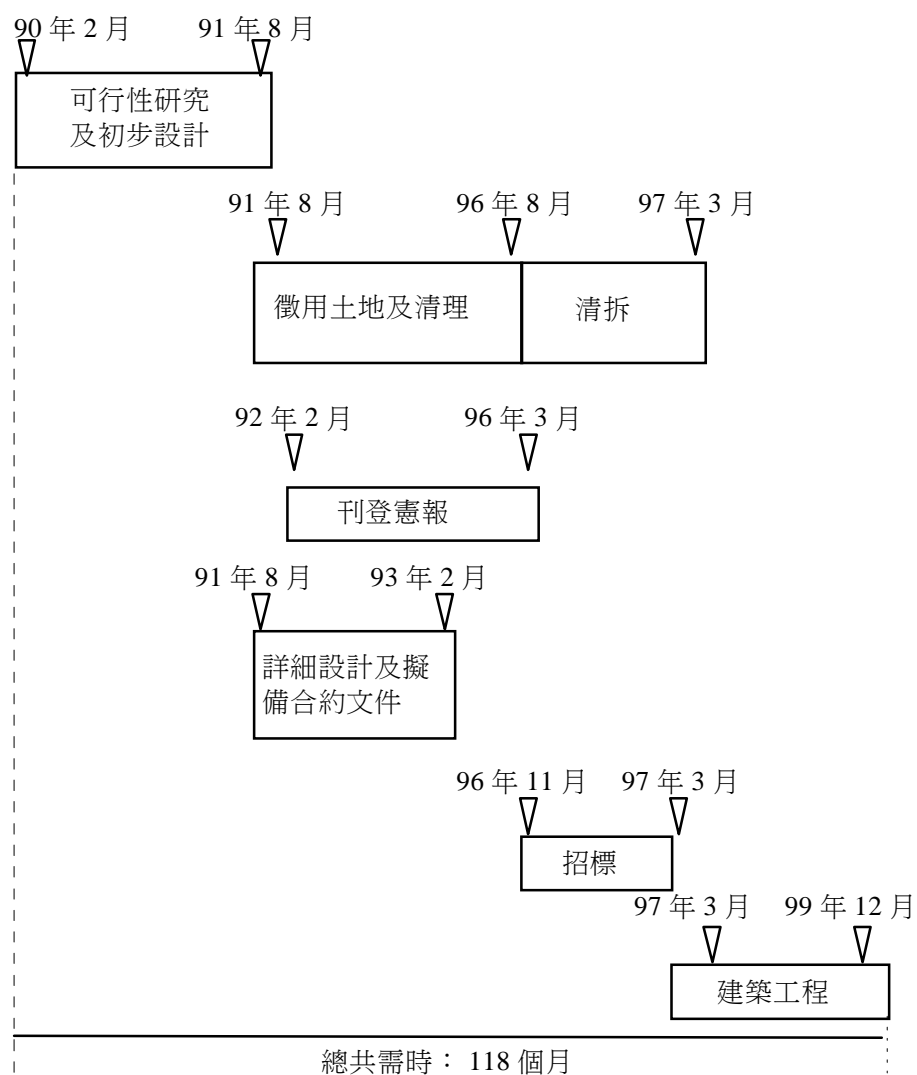 90 年 2 月 91 年 8 月
可行性研究
及初步設計
91 年 8 月 96 年 8 月 97 年 3 月
徵用土地及清理 清拆
92 年 2 月 96 年 3 月
刊登憲報
91 年 8 月 93 年 2 月
詳細設計及擬
備合約文件
96 年 11 月 97 年 3 月
招標
97 年 3 月 99 年 12 月
建築工程
總共需時： 118 個月